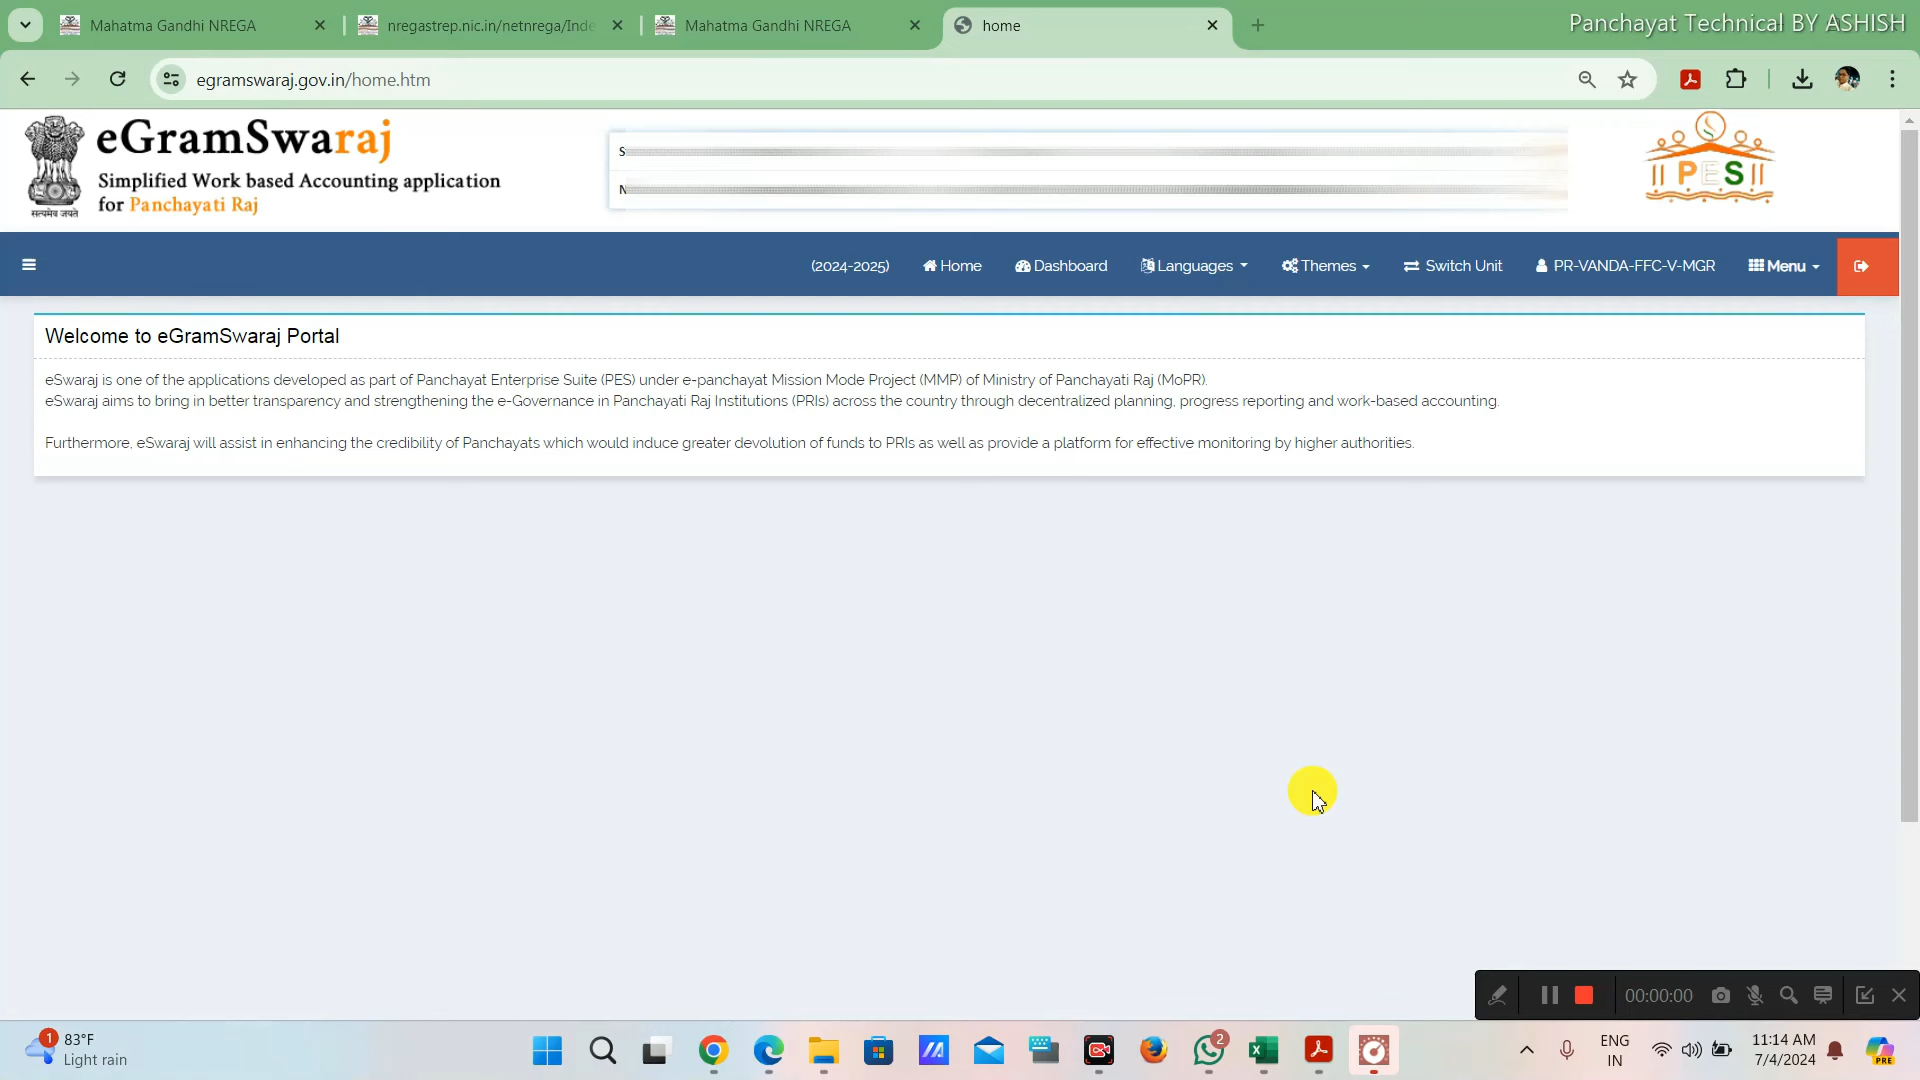 Mahatma Gandhi NREGA
nregastrep.nic.in/netnrega/Inde
Mahatma Gandhi NREGA
home
Panchayat Technical BY ASHISH
egramswaraj.gov.in/home.htm
eGramSwaraj
Simplified Work based Accounting application
for Panchayati Raj
सत्यमेव जयते
S
N
PES
(2024-2025)
Home
Dashboard
Languages
Themes
Switch Unit
PR-VANDA-FFC-V-MGR
Menu
Welcome to eGramSwaraj Portal
eSwaraj is one of the applications developed as part of Panchayat Enterprise Suite (PES) under e-panchayat Mission Mode Project (MMP) of Ministry of Panchayati Raj (MoPR).
eSwaraj aims to bring in better transparency and strengthening the e-Governance in Panchayati Raj Institutions (PRIs) across the country through decentralized planning, progress reporting and work-based accounting.
Furthermore, eSwaraj will assist in enhancing the credibility of Panchayats which would induce greater devolution of funds to PRIs as well as provide a platform for effective monitoring by higher authorities.
00:00:00
1
83°F
Light rain
2
ENG
IN
11:14 AM
7/4/2024
PRE